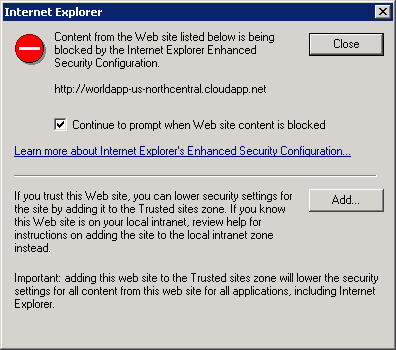 Internet Explorer
Content from the Web site listed below is being
blocked by the Internet Explorer Enhanced
Security Configuration.
Close
http://worldapp-us-northcentral.cloudapp.net
Continue to prompt when Web site content is blocked
Learn more about Internet Explorer's Enhanced Security Configuration...
If you trust this Web site, you can lower security settings for
the site by adding it to the Trusted sites zone. If you know
this Web site is on your local intranet, review help for
instructions on adding the site to the local intranet zone
instead.
Add...
Important: adding this web site to the Trusted sites zone will lower the security
settings for all content from this web site for all applications, including Internet
Explorer.